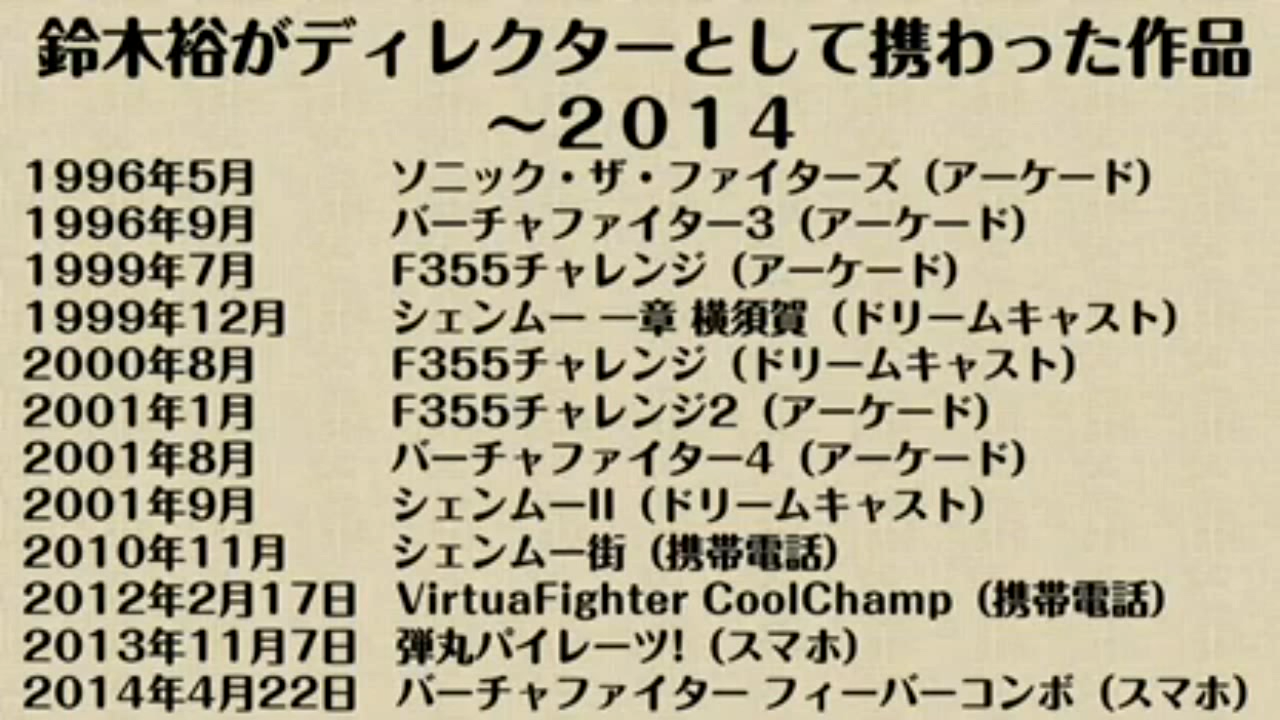 鈴木裕がディレクターとして携わった作品
～2014
1996年5月 ソニック・ザ・ファイターズ（アーケード）
1996年9月 バーチャファイター3（アーケード）
1999年7月 F355チャレンジ（アーケード）
1999年12月 シェンムー 一章 横須賀（ドリームキャスト）
2000年8月 F355チャレンジ（ドリームキャスト）
2001年1月 F355チャレンジ2（アーケード）
2001年8月 バーチャファイター4（アーケード）
2001年9月 シェンムーII（ドリームキャスト）
2010年11月 シェンムー街（携帯電話）
2012年2月17日 VirtuaFighter CoolChamp（携帯電話）
2013年11月7日 弾丸パイレーツ!（スマホ）
2014年4月22日 バーチャファイター フィーバーコンボ（スマホ）